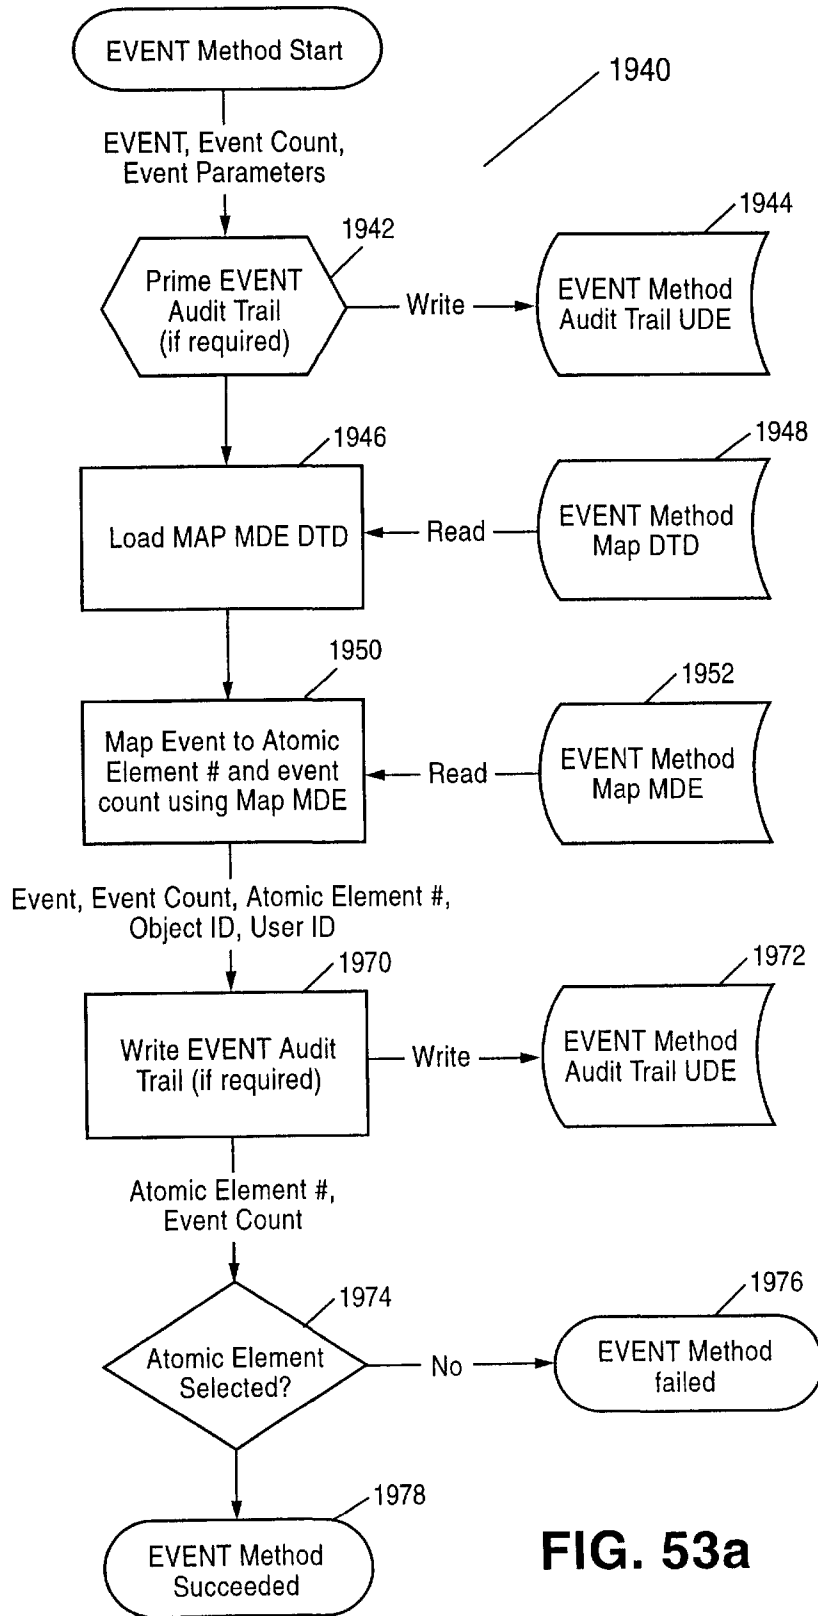 EVENT Method Start
1940
EVENT, Event Count,
Event Parameters
1942
Prime EVENT
Audit Trail
(if required)
Write
1944
EVENT Method
Audit Trail UDE
1946
Load MAP MDE DTD
Read
1948
EVENT Method
Map DTD
1950
Map Event to Atomic
Element # and event
count using Map MDE
Read
1952
EVENT Method
Map MDE
Event, Event Count, Atomic Element #,
Object ID, User ID
1970
Write EVENT Audit
Trail (if required)
Write
1972
EVENT Method
Audit Trail UDE
Atomic Element #,
Event Count
1974
Atomic Element
Selected?
No
1976
EVENT Method
failed
1978
EVENT Method
Succeeded
FIG. 53a